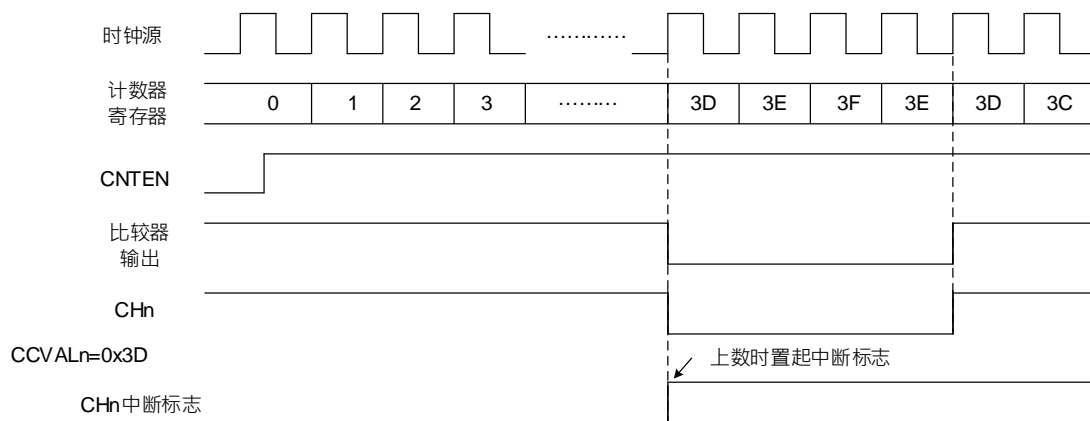 时钟源
…………
计数器
寄存器
0 1 2 3 ……… 3D 3E 3F 3E 3D 3C
CNTEN
比较器
输出
CHn
CCVALn=0x3D
上数时置起中断标志
CHn中断标志